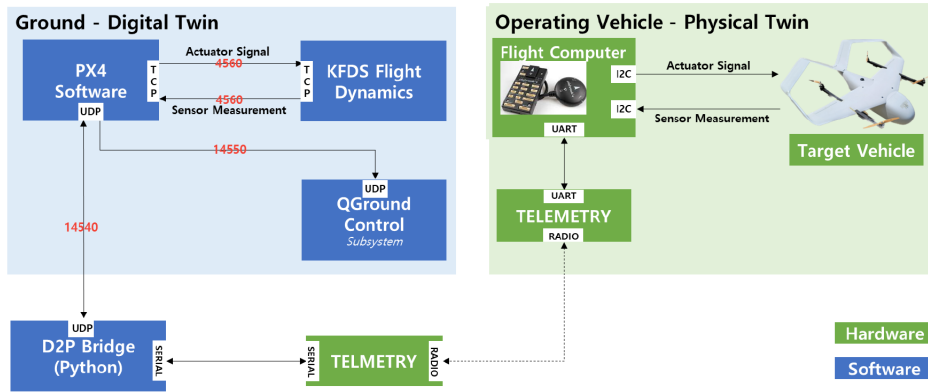 Ground - Digital Twin
PX4
Software
UDP
TCP
Actuator Signal
4560
4560
Sensor Measurement
TCP
KFDS Flight
Dynamics
14550
UDP
QGround
Control
Subsystem
14540
UDP
D2P Bridge
(Python)
SERIAL
SERIAL
TELMETRY
RADIO
Operating Vehicle - Physical Twin
Flight Computer
I2C
I2C
UART
Actuator Signal
Sensor Measurement
Target Vehicle
UART
TELEMETRY
RADIO
Hardware
Software